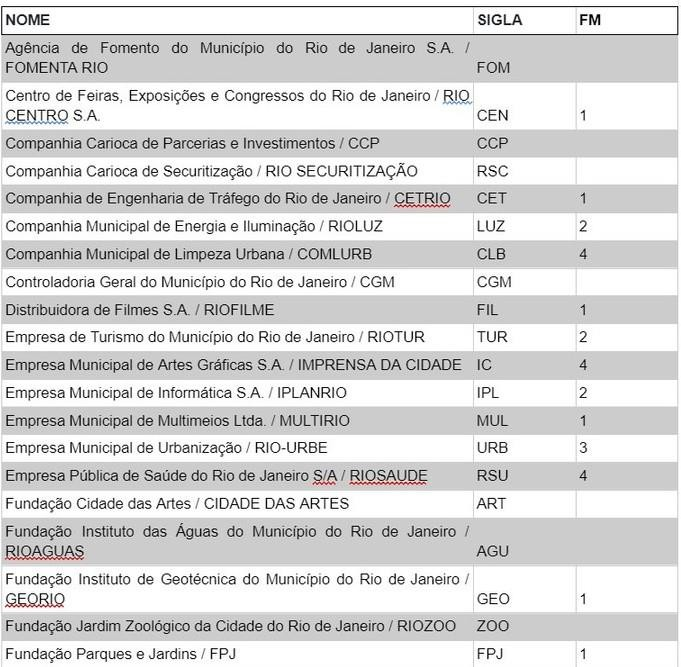 NOME SIGLA FM
Agência de Fomento do Município do Rio de Janeiro S.A. /
FOMENTA RIO FOM
Centro de Feiras, Exposições e Congressos do Rio de Janeiro / RIO
CENTRO S.A. CEN 1
Companhia Carioca de Parcerias e Investimentos / CCP CCP
Companhia Carioca de Securitização / RIO SECURITIZAÇÃO RSC
Companhia de Engenharia de Tráfego do Rio de Janeiro / CETRIO CET 1
Companhia Municipal de Energia e Iluminação / RIOLUZ LUZ 2
Companhia Municipal de Limpeza Urbana / COMLURB CLB 4
Controladoria Geral do Município do Rio de Janeiro / CGM CGM
Distribuidora de Filmes S.A. / RIOFILME FIL 1
Empresa de Turismo do Município do Rio de Janeiro / RIOTUR TUR 2
Empresa Municipal de Artes Gráficas S.A. / IMPRENSA DA CIDADE IC 4
Empresa Municipal de Informática S.A. / IPLANRIO IPL 2
Empresa Municipal de Multimeios Ltda. / MULTIRIO MUL 1
Empresa Municipal de Urbanização / RIO-URBE URB 3
Empresa Pública de Saúde do Rio de Janeiro S/A / RIOSAUDE RSU 4
Fundação Cidade das Artes / CIDADE DAS ARTES ART
Fundação Instituto das Águas do Município do Rio de Janeiro /
RIOAGUAS AGU
Fundação Instituto de Geotécnica do Município do Rio de Janeiro /
GEORIO GEO 1
Fundação Jardim Zoológico da Cidade do Rio de Janeiro / RIOZOO ZOO
Fundação Parques e Jardins / FPJ FPJ 1